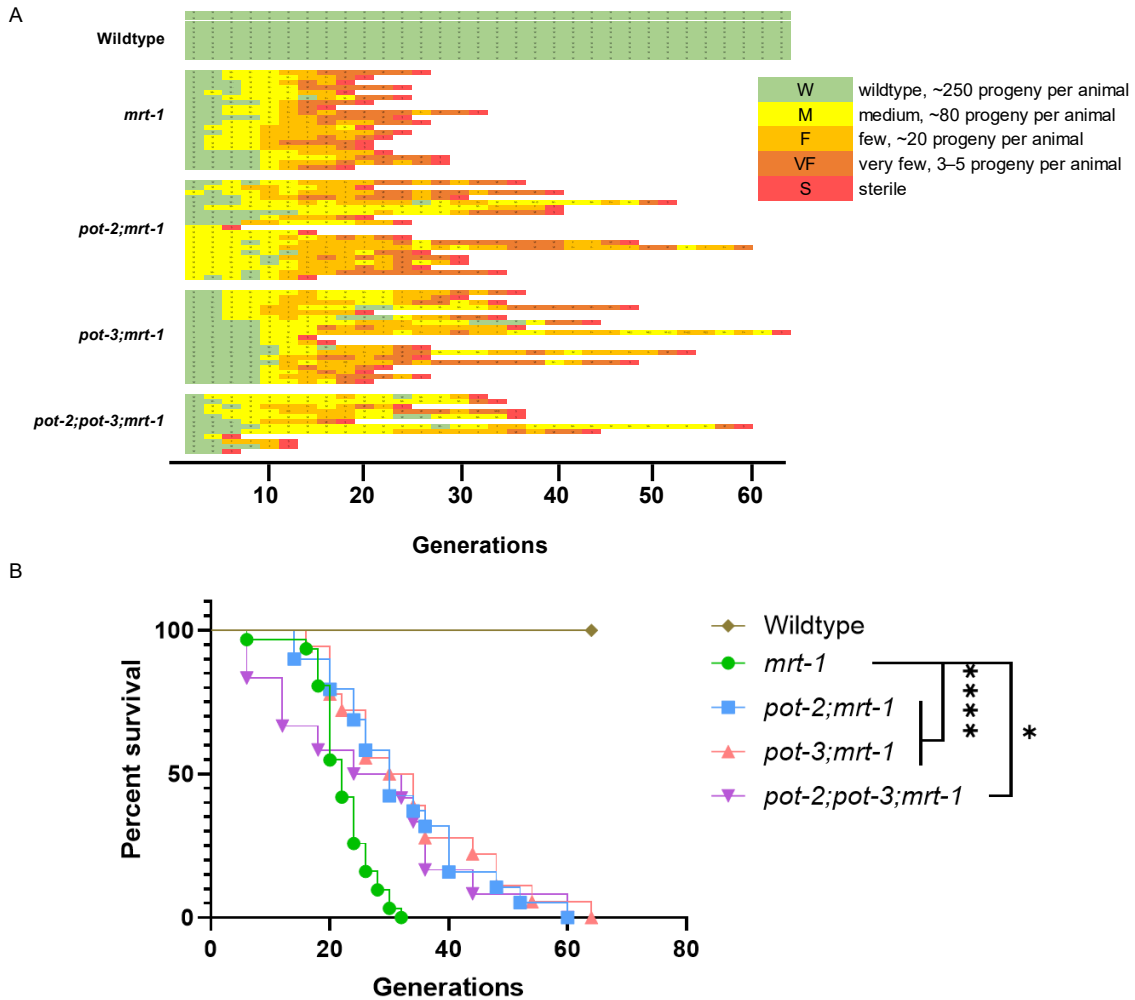 A
Wildtype
mrt-1
pot-2;mrt-1
pot-3;mrt-1
pot-2;pot-3;mrt-1
W wildtype, ~250 progeny per animal
M medium, ~80 progeny per animal
F few, ~20 progeny per animal
VF very few, 3–5 progeny per animal
S sterile
10 20 30 40 50 60
Generations
B
Percent survival
100
50
0
0 20 40 60 80
Generations
Wildtype
mrt-1
pot-2;mrt-1
pot-3;mrt-1
pot-2;pot-3;mrt-1
****
*